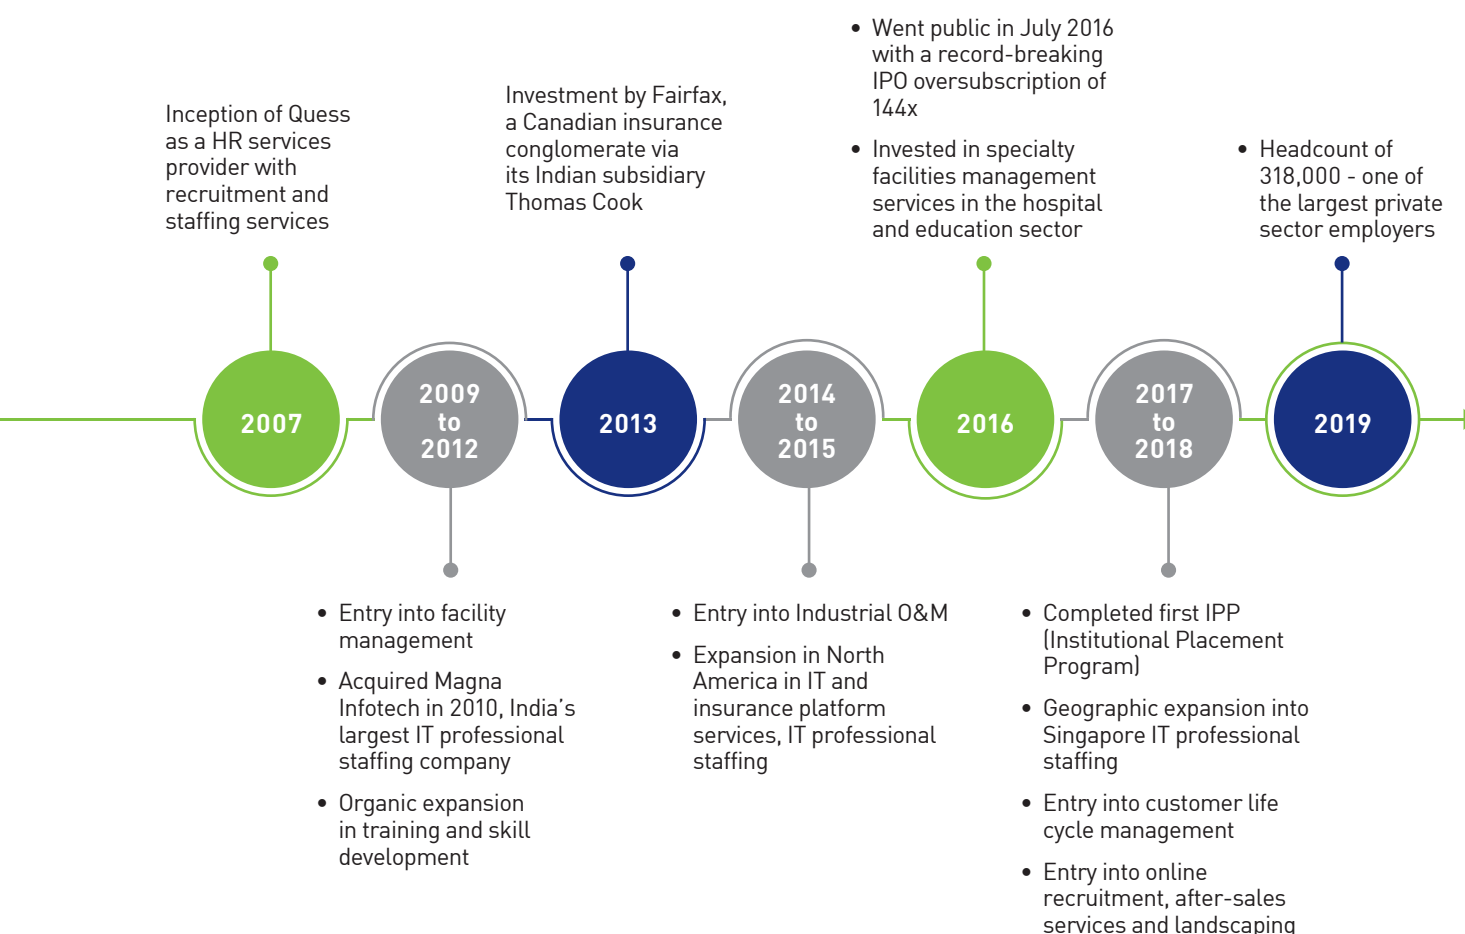 Inception of Quess
as a HR services
provider with
recruitment and
staffing services
Investment by Fairfax,
a Canadian insurance
conglomerate via
its Indian subsidiary
Thomas Cook
• Went public in July 2016
with a record-breaking
IPO oversubscription of
144x
• Invested in specialty
facilities management
services in the hospital
and education sector
• Headcount of
318,000 - one of
the largest private
sector employers
2007
2009
to
2012
2013
2014
to
2015
2016
2017
to
2018
2019
• Entry into facility
management
• Acquired Magna
Infotech in 2010, India's
largest IT professional
staffing company
• Organic expansion
in training and skill
development
• Entry into Industrial O&M
• Expansion in North
America in IT and
insurance platform
services, IT professional
staffing
• Completed first IPP
(Institutional Placement
Program)
• Geographic expansion into
Singapore IT professional
staffing
• Entry into customer life
cycle management
• Entry into online
recruitment, after-sales
services and landscaping